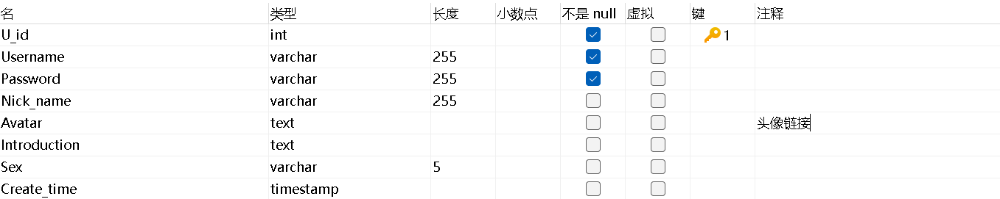 名 类型 长度 小数点 不是 null 虚拟 键 注释
U_id int 1
Username varchar 255
Password varchar 255
Nick_name varchar 255
Avatar text 头像链接
Introduction text
Sex varchar 5
Create_time timestamp